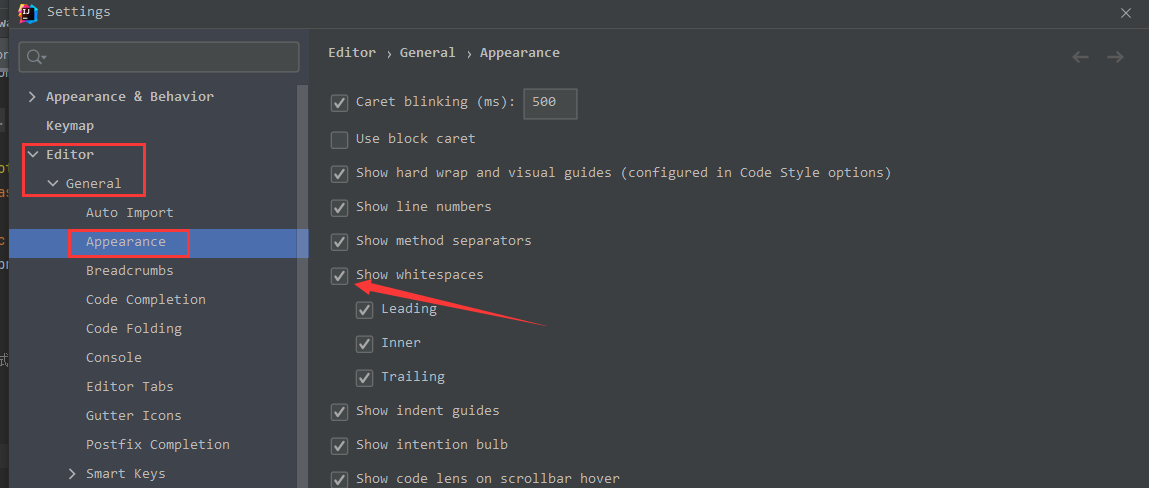 Settings
Editor › General › Appearance
Appearance & Behavior
Keymap
Editor
General
Auto Import
Appearance
Breadcrumbs
Code Completion
Code Folding
Console
Editor Tabs
Gutter Icons
Postfix Completion
Smart Keys
Caret blinking (ms): 500
Use block caret
Show hard wrap and visual guides (configured in Code Style options)
Show line numbers
Show method separators
Show whitespaces
Leading
Inner
Trailing
Show indent guides
Show intention bulb
Show code lens on scrollbar hover